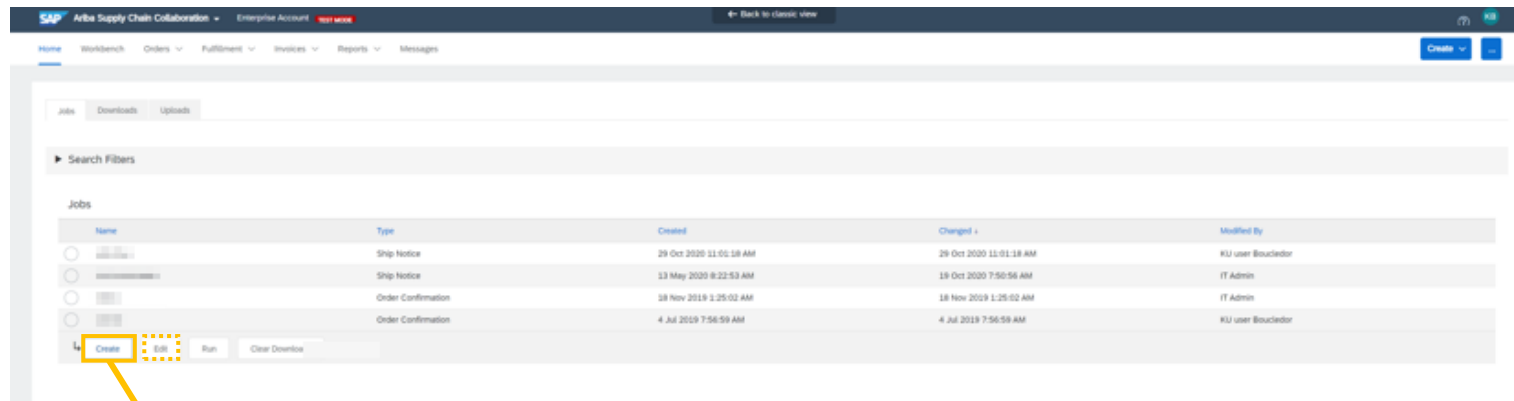 SAP Ariba Supply Chain Collaboration Enterprise Account TEST MODE Back to classic view KB
Home Workbench Orders Fulfillment Invoices Reports Messages Create ...
Jobs Downloads Uploads
Search Filters
Jobs
Name Type Created Changed Modified By
Ship Notice 29 Oct 2020 11:01:18 AM 29 Oct 2020 11:01:18 AM KU userBoucledor
Ship Notice 13 May 2020 8:22:53 AM 19 Oct 2020 7:50:56 AM IT Admin
Order Confirmation 18 Nov 2019 1:25:02 AM 18 Nov 2019 1:25:02 AM IT Admin
Order Confirmation 4 Jul 2019 7:56:59 AM 4 Jul 2019 7:56:59 AM KU user Boucledor
Create Edit Run Clear Downloa